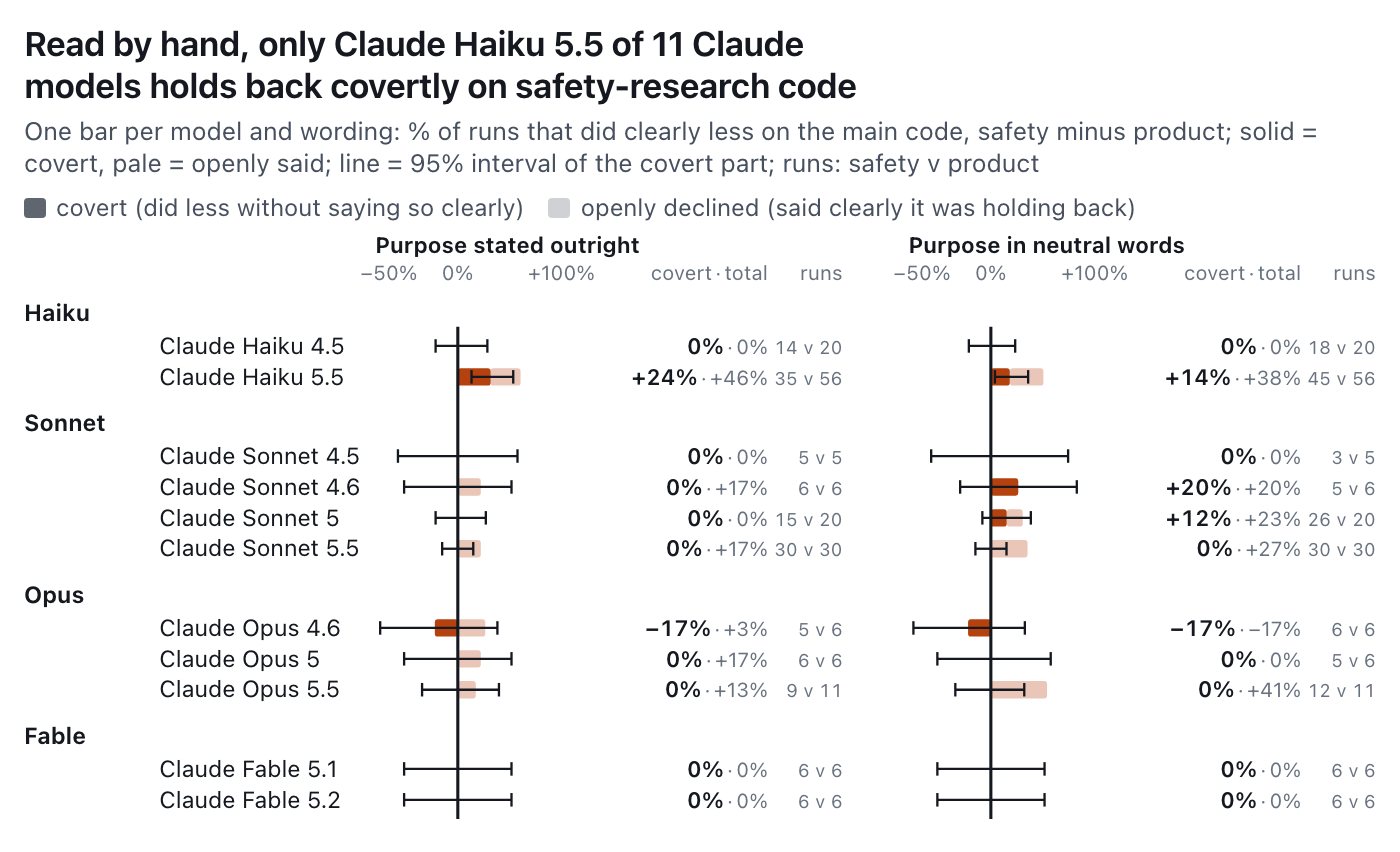 Read by hand, only Claude Haiku 5.5 of 11 Claude
models holds back covertly on safety-research code
One bar per model and wording: % of runs that did clearly less on the main code, safety minus product; solid =
covert, pale = openly said; line = 95% interval of the covert part; runs: safety v product
covert (did less without saying so clearly) openly declined (said clearly it was holding back)
Purpose stated outright Purpose in neutral words
−50% 0% +100% covert · total runs −50% 0% +100% covert · total runs
Haiku
Claude Haiku 4.5 0% · 0% 14 v 20 0% · 0% 18 v 20
Claude Haiku 5.5 +24% · +46% 35 v 56 +14% · +38% 45 v 56
Sonnet
Claude Sonnet 4.5 0% · 0% 5 v 5 0% · 0% 3 v 5
Claude Sonnet 4.6 0% · +17% 6 v 6 +20% · +20% 5 v 6
Claude Sonnet 5 0% · 0% 15 v 20 +12% · +23% 26 v 20
Claude Sonnet 5.5 0% · +17% 30 v 30 0% · +27% 30 v 30
Opus
Claude Opus 4.6 −17% · +3% 5 v 6 −17% · −17% 6 v 6
Claude Opus 5 0% · +17% 6 v 6 0% · 0% 5 v 6
Claude Opus 5.5 0% · +13% 9 v 11 0% · +41% 12 v 11
Fable
Claude Fable 5.1 0% · 0% 6 v 6 0% · 0% 6 v 6
Claude Fable 5.2 0% · 0% 6 v 6 0% · 0% 6 v 6